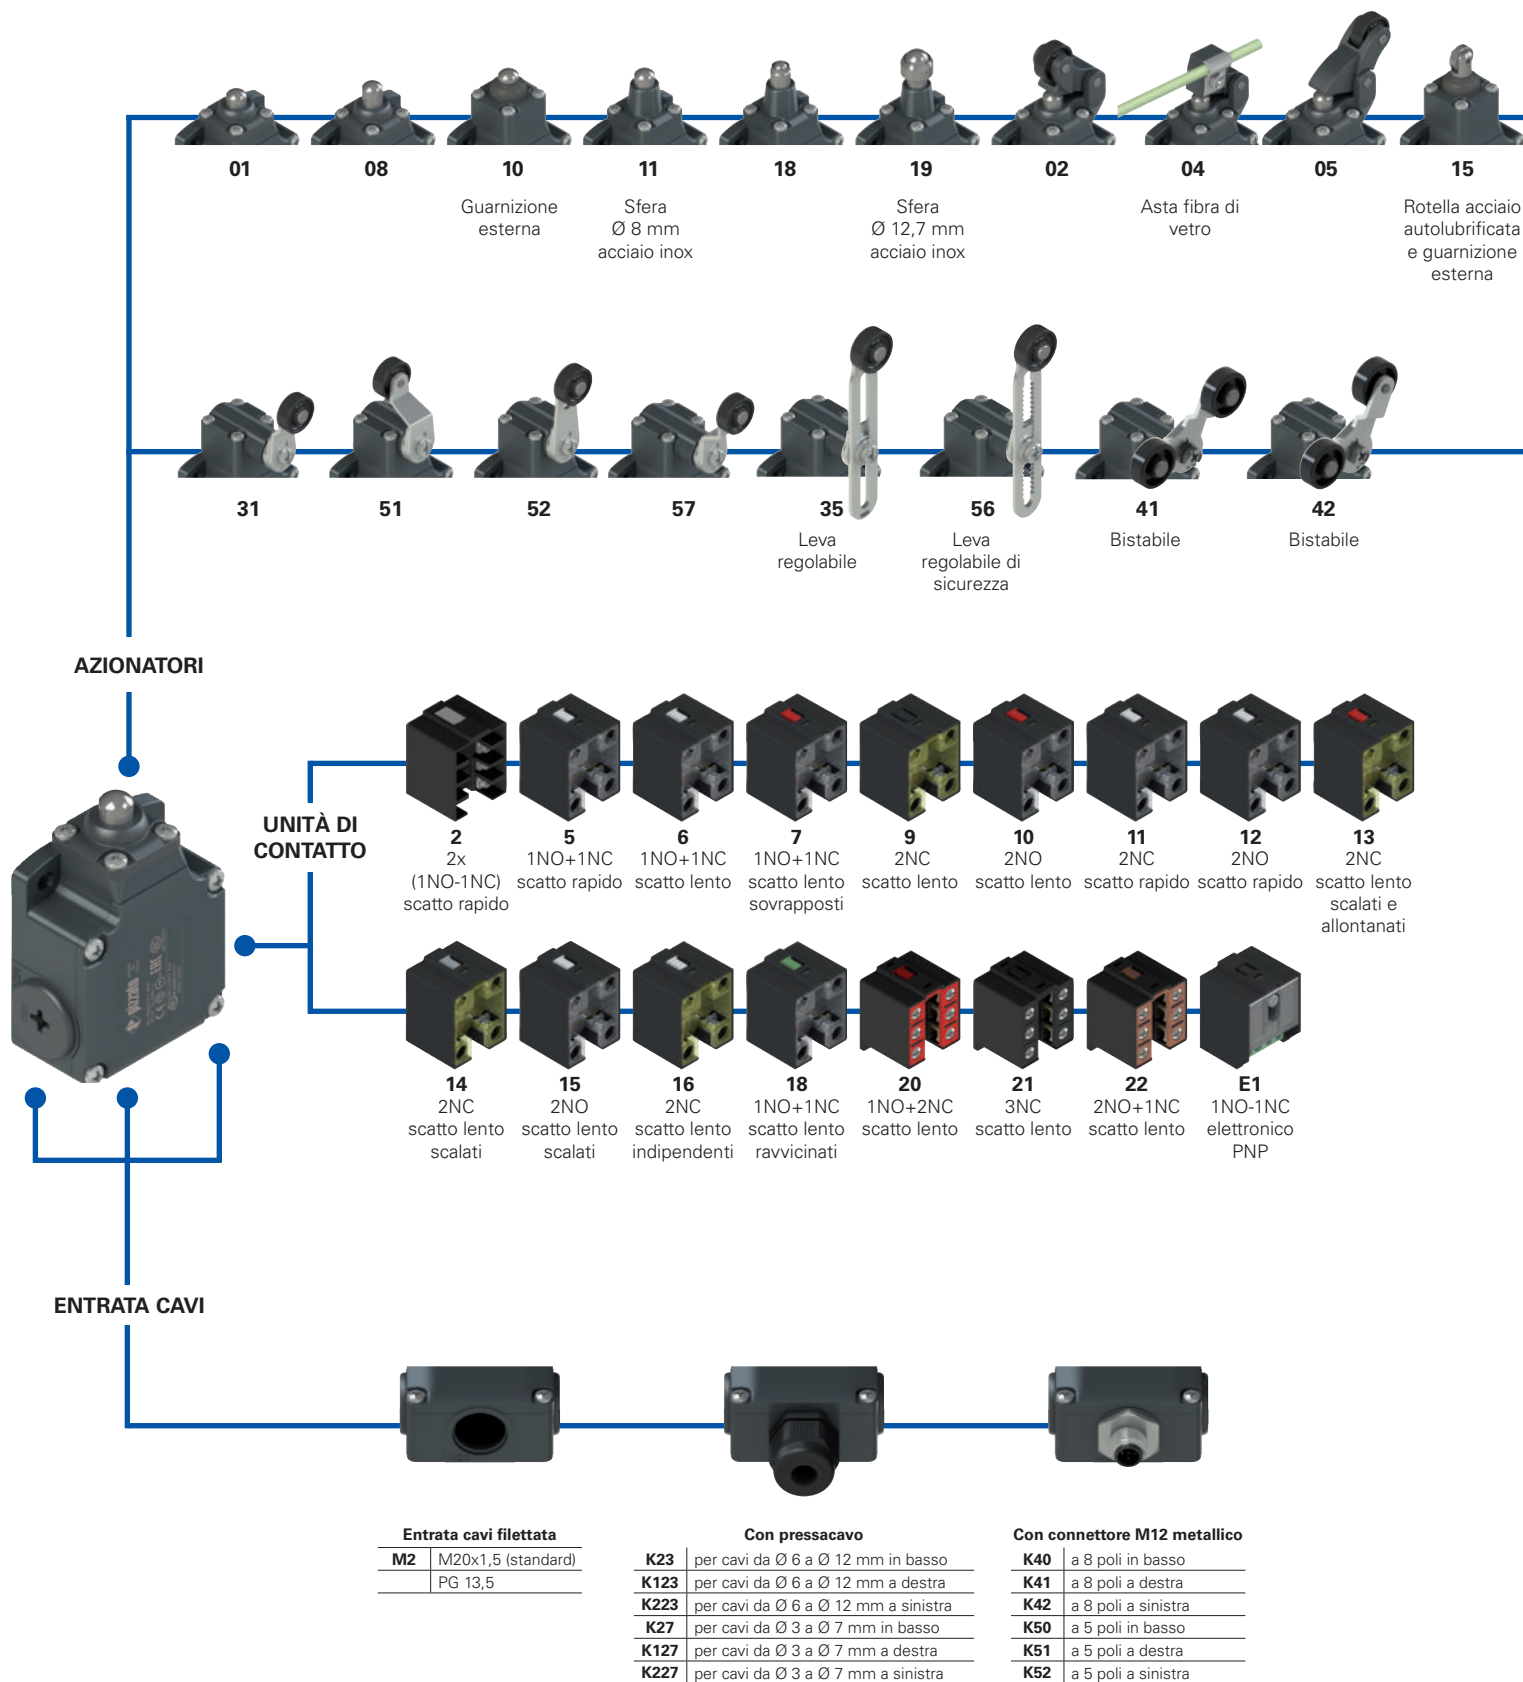 01
08
10
11
18
19
02
04
05
15
Guarnizione
esterna
Sfera
Ø 8 mm
acciaio inox
Sfera
Ø 12,7 mm
acciaio inox
Asta fibra di
vetro
Rotella acciaio
autolubrificata
e guarnizione
esterna
31
51
52
57
35
56
41
42
Leva
regolabile
Leva
regolabile di
sicurezza
Bistabile
Bistabile
AZIONATORI
UNITÀ DI
CONTATTO
2
2x
(1NO-1NC)
scatto rapido
5
1NO+1NC
scatto rapido
6
1NO+1NC
scatto lento
7
1NO+1NC
scatto lento
sovrapposti
9
2NC
scatto lento
10
2NO
scatto lento
11
2NC
scatto rapido
12
2NO
scatto rapido
13
2NC
scatto lento
scalati e
allontanati
pizzato
14
2NC
scatto lento
scalati
15
2NO
scatto lento
scalati
16
2NC
scatto lento
indipendenti
18
1NO+1NC
scatto lento
ravvicinati
20
1NO+2NC
scatto lento
21
3NC
scatto lento
22
2NO+1NC
scatto lento
E1
1NO-1NC
elettronico
PNP
ENTRATA CAVI
Entrata cavi filettata
M2 M20x1,5 (standard)
PG 13,5
Con pressacavo
K23 per cavi da Ø 6 a Ø 12 mm in basso
K123 per cavi da Ø 6 a Ø 12 mm a destra
K223 per cavi da Ø 6 a Ø 12 mm a sinistra
K27 per cavi da Ø 3 a Ø 7 mm in basso
K127 per cavi da Ø 3 a Ø 7 mm a destra
K227 per cavi da Ø 3 a Ø 7 mm a sinistra
Con connettore M12 metallico
K40 a 8 poli in basso
K41 a 8 poli a destra
K42 a 8 poli a sinistra
K50 a 5 poli in basso
K51 a 5 poli a destra
K52 a 5 poli a sinistra